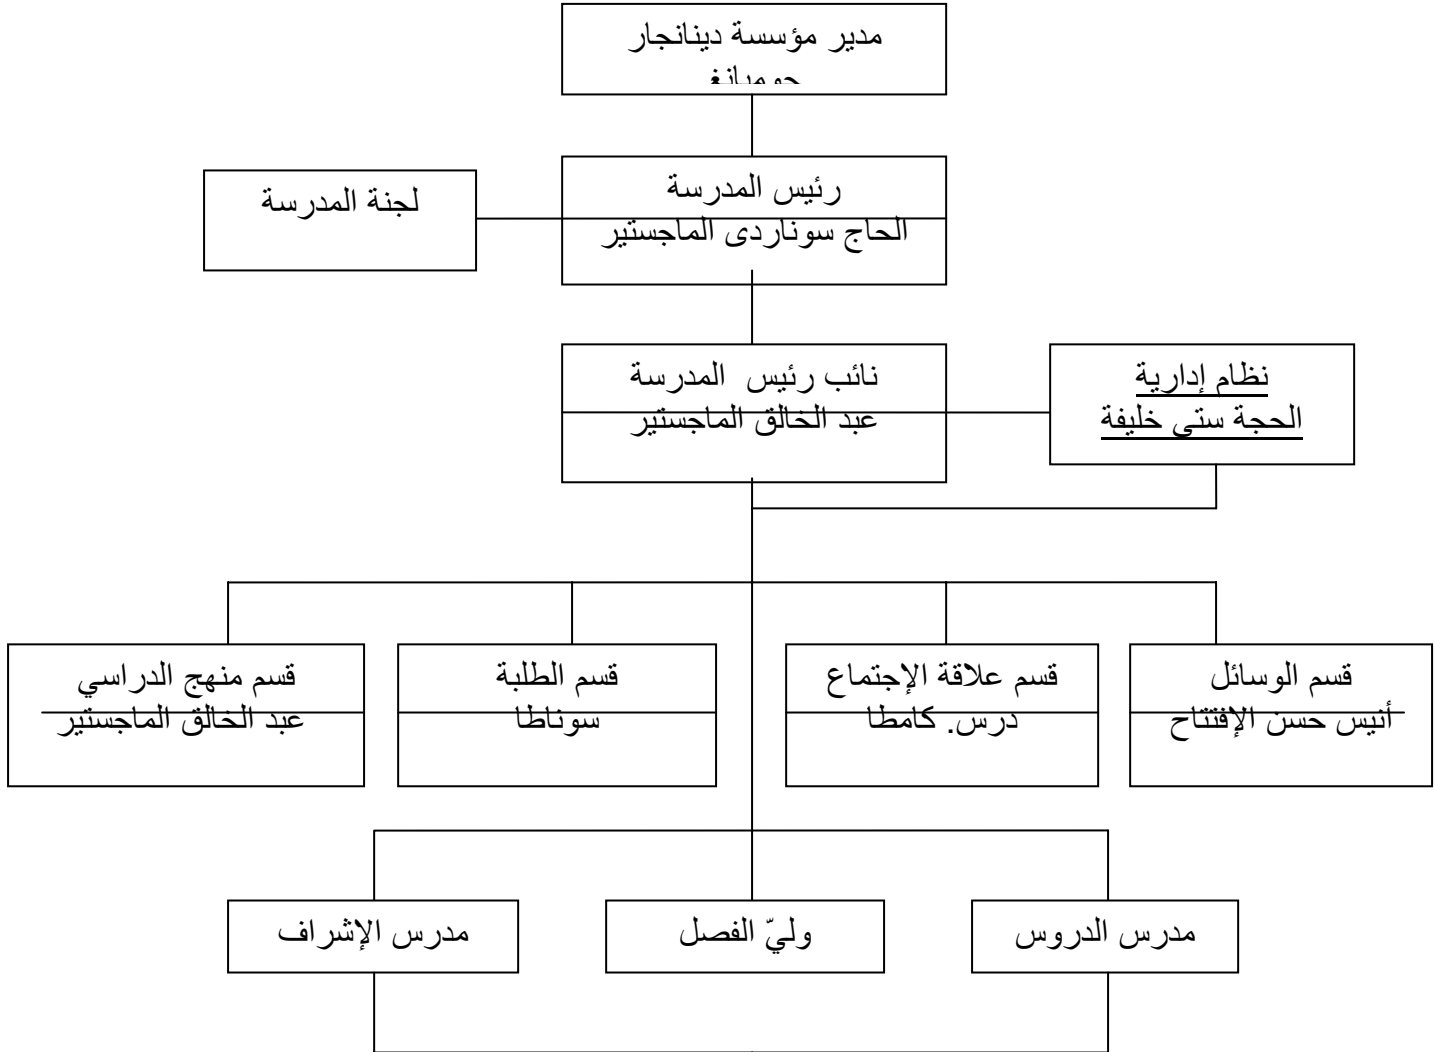 مدير مؤسسة دينانجار
جومبانغ
رئيس المدرسة
الحاج سوناردى الماجستير
لجنة المدرسة
نائب رئيس المدرسة
عبد الخالق الماجستير
نظام إدارية
الحجة ستي خليفة
قسم الوسائل
أنيس حسن الإفتتاح
قسم علاقة الإجتماع
درس. كامطا
قسم الطلبة
سوناطا
قسم منهج الدراسي
عبد الخالق الماجستير
مدرس الدروس
وليّ الفصل
مدرس الإشراف